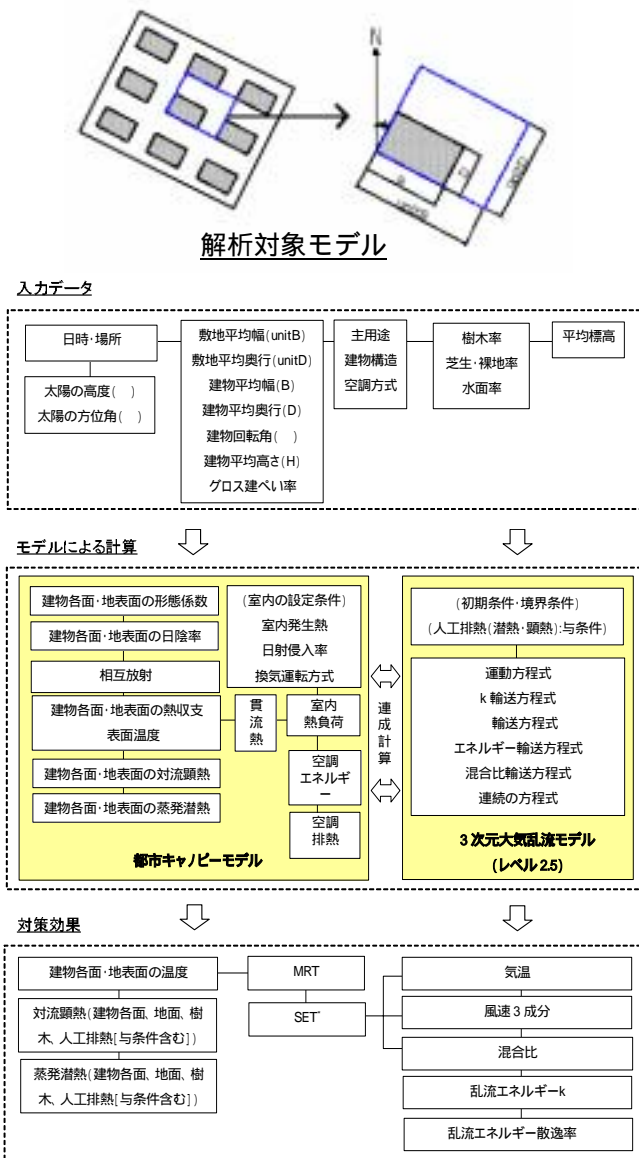 N
B
D
unitB
unitD
解析対象モデル
入力データ
日時・場所
太陽の高度( )
太陽の方位角( )
敷地平均幅(unitB)
敷地平均奥行(unitD)
建物平均幅(B)
建物平均奥行(D)
建物回転角( )
建物平均高さ(H)
グロス建ぺい率
主用途
建物構造
空調方式
樹木率
芝生・裸地率
水面率
平均標高
モデルによる計算
建物各面・地表面の形態係数
建物各面・地表面の日陰率
相互放射
建物各面・地表面の熱収支
表面温度
建物各面・地表面の対流顕熱
建物各面・地表面の蒸発潜熱
(室内の設定条件)
室内発生熱
日射侵入率
換気運転方式
貫
流
熱
室内
熱負荷
空調
エネルギ
ー
空調
排熱
都市キャノピーモデル
連
成
計
算
(初期条件・境界条件)
(人工排熱(潜熱・顕熱):与条件)
運動方程式
k 輸送方程式
輸送方程式
エネルギー輸送方程式
混合比輸送方程式
連続の方程式
3 次元大気乱流モデル
(レベル 2.5)
対策効果
建物各面・地表面の温度
対流顕熱(建物各面、地面、樹
木、人工排熱[与条件含む])
蒸発潜熱(建物各面、地面、樹
木、人工排熱[与条件含む])
MRT
SET*
気温
風速 3 成分
混合比
乱流エネルギーk
乱流エネルギー散逸率